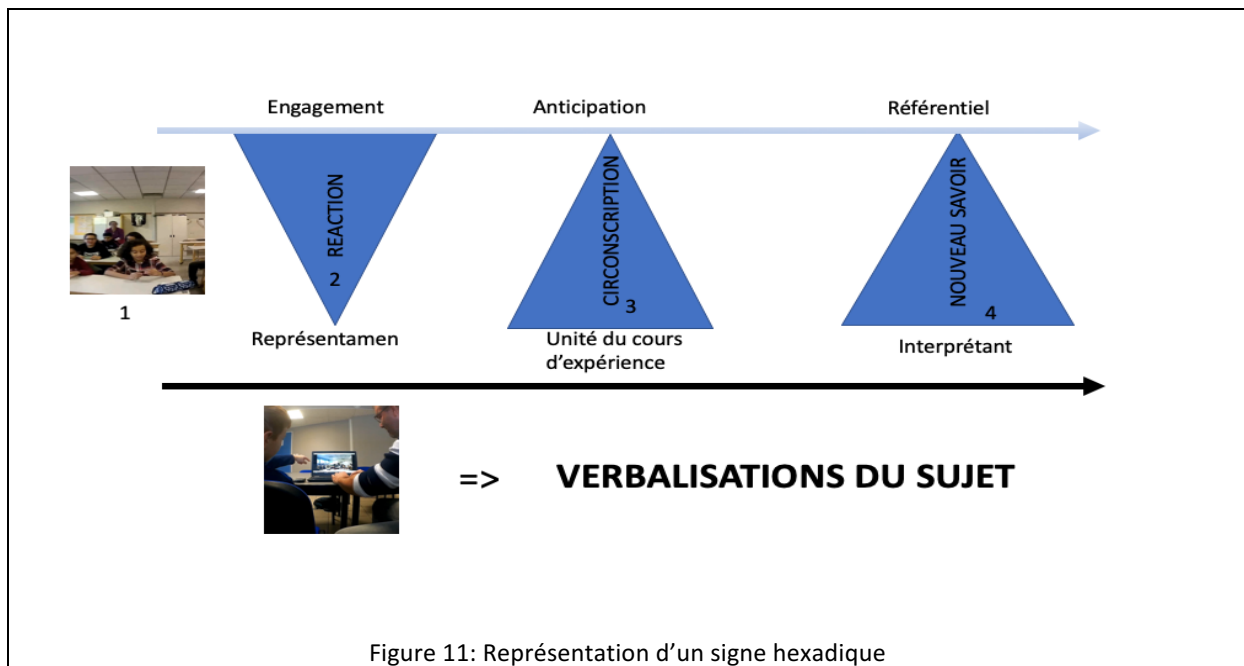 Engagement
Anticipation
Référentiel
REACTION
2
CIRCONSCRIPTION
3
NOUVEAU SAVOIR
4
1
Représentamen
Unité du cours
d’expérience
Interprétant
=> VERBALISATIONS DU SUJET
Figure 11: Représentation d’un signe hexadique